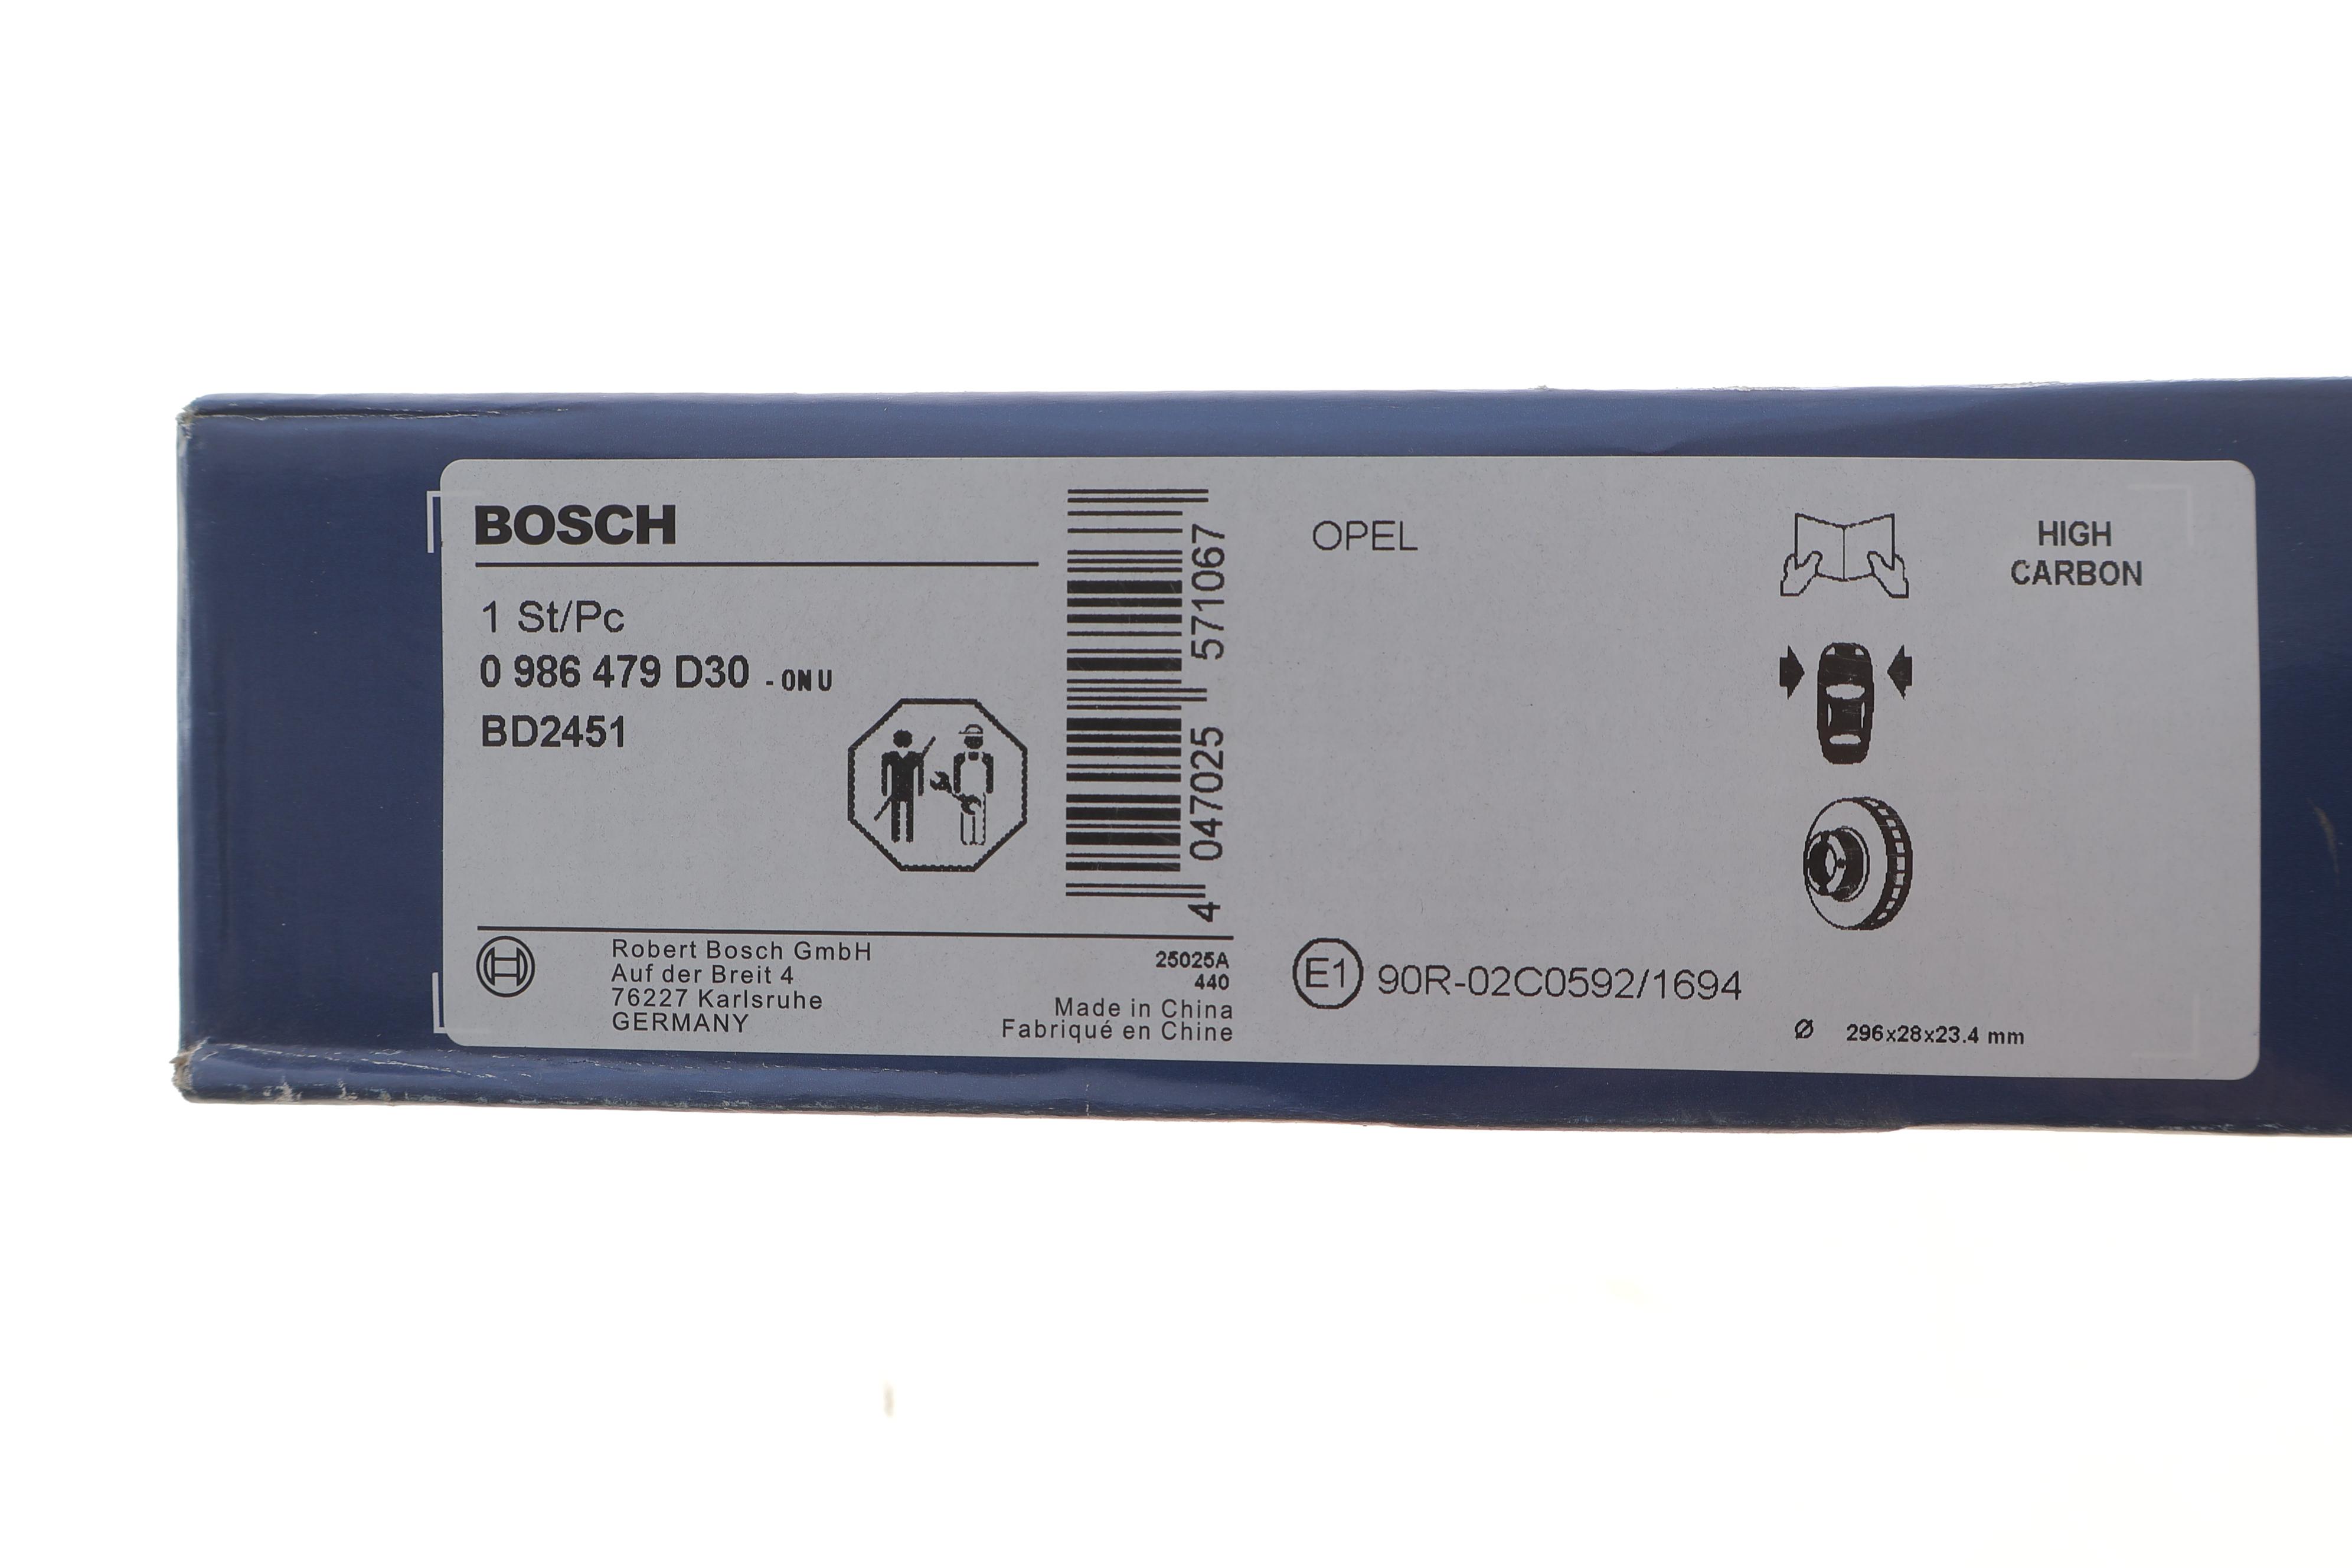 BOSCH
1 St/Pc
0 986 479 D30 - 0NU
BD2451
4 047025 571067
Robert Bosch GmbH
Auf der Breit 4
76227 Karlsruhe
GERMANY
25025A
440
Made in China
Fabriqué en Chine
OPEL
E1 90R-02C0592/1694
HIGH
CARBON
Ø 296x28x23.4 mm